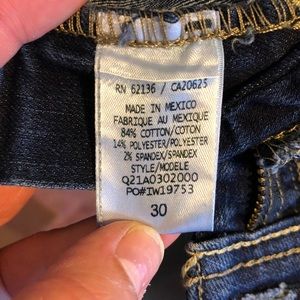 RN 62136 / CA20625
MADE IN MEXICO
FABRIQUE AU MEXIQUE
84% COTTON/COTON
14% POLYESTER/POLYESTER
2% SPANDEX/SPANDEX
STYLE/MODELE
Q21A0302000
PO#IW19753
30